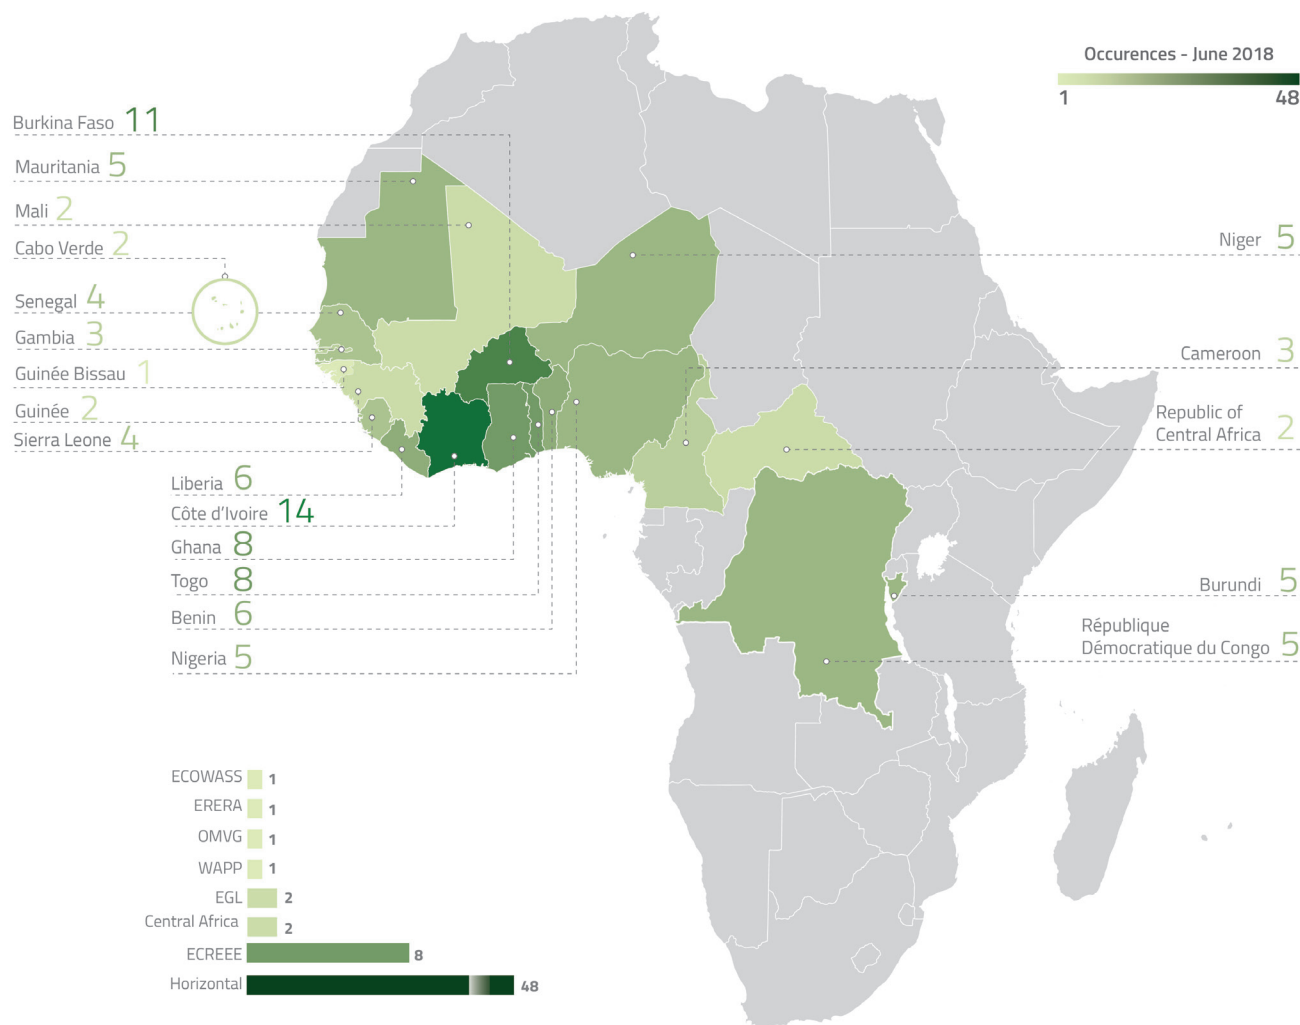 Occurences - June 2018
1
48
Burkina Faso 11
Mauritania 5
Mali 2
Cabo Verde 2
Senegal 4
Gambia 3
Guinée Bissau 1
Guinée 2
Sierra Leone 4
Liberia 6
Côte d'Ivoire 14
Ghana 8
Togo 8
Benin 6
Nigeria 5
Niger 5
Cameroon 3
Republic of
Central Africa 2
Burundi 5
République
Démocratique du Congo 5
ECOWASS 1
ERERA 1
OMVG 1
WAPP 1
EGL 2
Central Africa 2
ECREEE 8
Horizontal 48